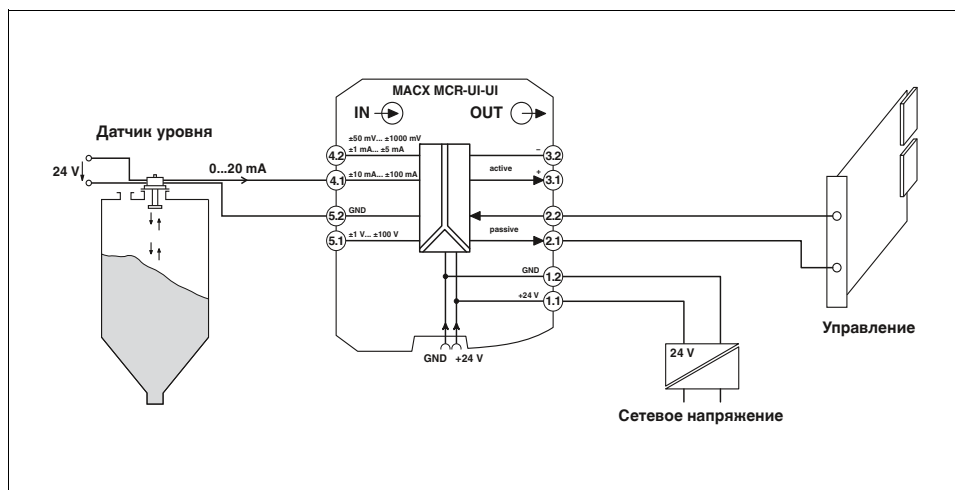 MACX MCR-UI-UI
IN
OUT
Датчик уровня
24 V
0...20 mA
±50 mV... ±1000 mV
4.2
±1 mA... ±5 mA
4.1
±10 mA... ±100 mA
5.2
GND
5.1
±1 V... ±100 V
–
3.2
active
+
3.1
2.2
passive
2.1
GND
1.2
+24 V
1.1
GND
+24 V
24 V
Сетевое напряжение
Управление